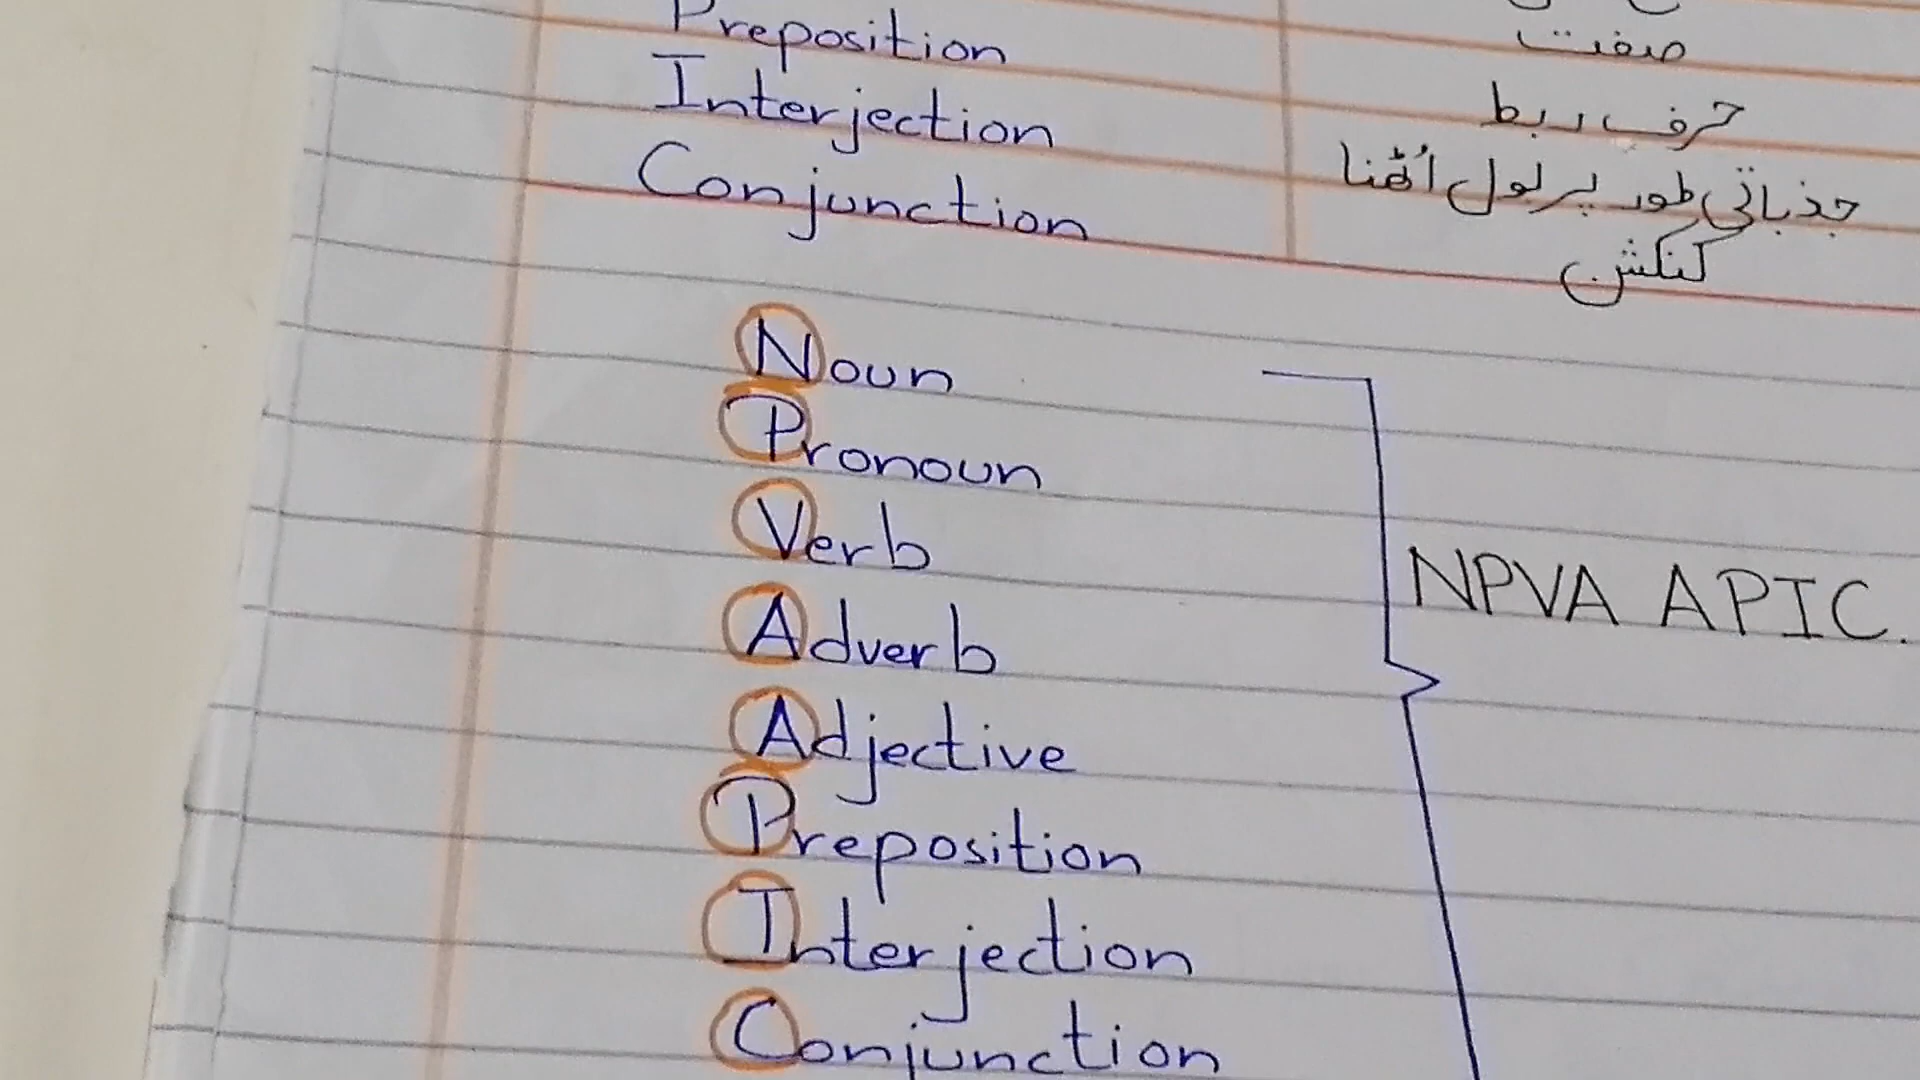 Preposition صفت
Interjection حرف ربط
Conjunction جذباتی طور پر بول اُٹھنا
کنکشن
Noun
Pronoun
Verb
Adverb
NPVA APIC.
Adjective
Preposition
Interjection
Conjunction